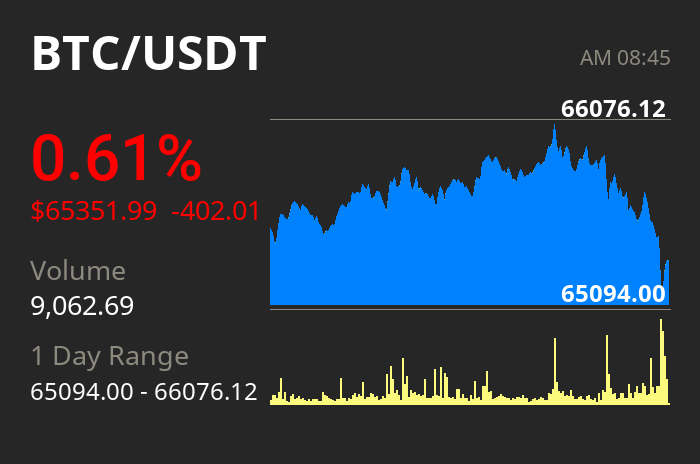 BTC/USDT
AM 08:45
66076.12
0.61%
$65351.99 -402.01
Volume
9,062.69
65094.00
1 Day Range
65094.00 - 66076.12